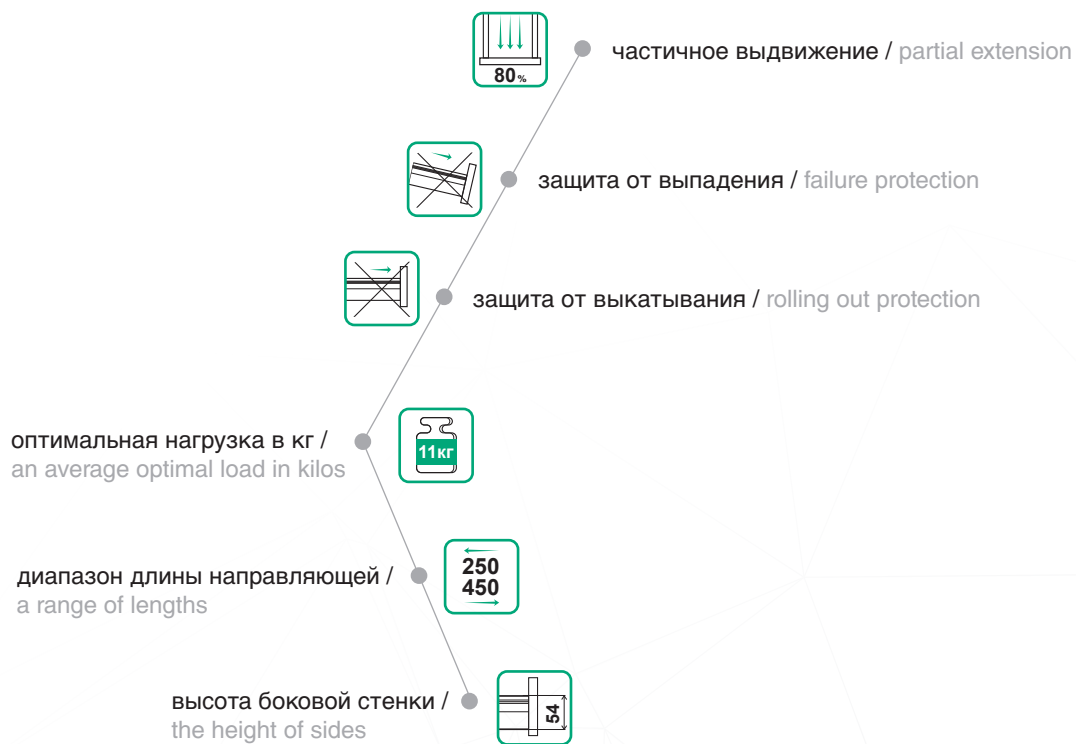 80%
частичное выдвижение / partial extension
защита от выпадения / failure protection
защита от выкатывания / rolling out protection
оптимальная нагрузка в кг /
an average optimal load in kilos
11кг
диапазон длины направляющей /
a range of lengths
250
450
высота боковой стенки /
the height of sides
54